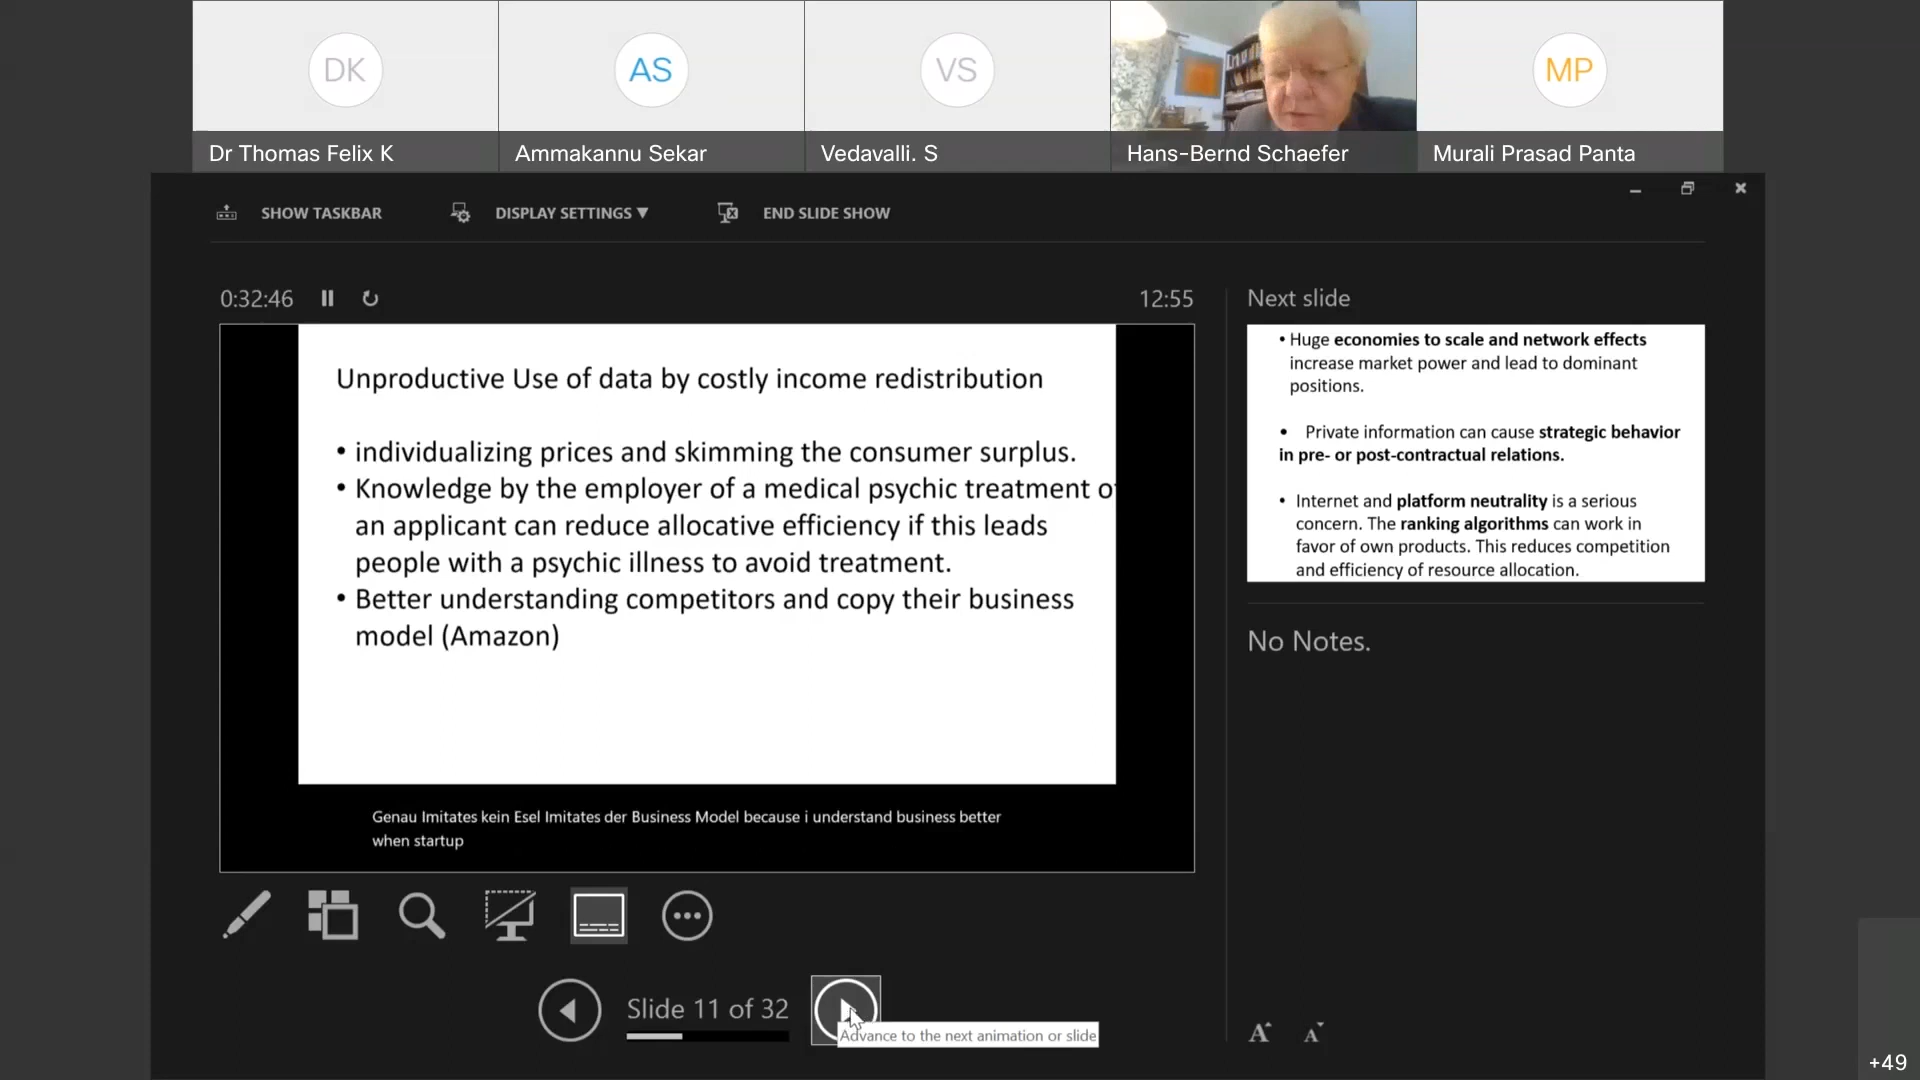 DK
AS
VS
MP
Dr Thomas Felix K
Ammakannu Sekar
Vedavalli. S
Hans-Bernd Schaefer
Murali Prasad Panta
SHOW TASKBAR
DISPLAY SETTINGS ▼
END SLIDE SHOW
0:32:46
12:55
Unproductive Use of data by costly income redistribution
• individualizing prices and skimming the consumer surplus.
• Knowledge by the employer of a medical psychic treatment of
an applicant can reduce allocative efficiency if this leads
people with a psychic illness to avoid treatment.
• Better understanding competitors and copy their business
model (Amazon)
Genau Imitates kein Esel Imitates der Business Model because i understand business better
when startup
Slide 11 of 32
Advance to the next animation or slide
Next slide
• Huge economies to scale and network effects
increase market power and lead to dominant
positions.
• Private information can cause strategic behavior
in pre- or post-contractual relations.
• Internet and platform neutrality is a serious
concern. The ranking algorithms can work in
favor of own products. This reduces competition
and efficiency of resource allocation.
No Notes.
A A
+49